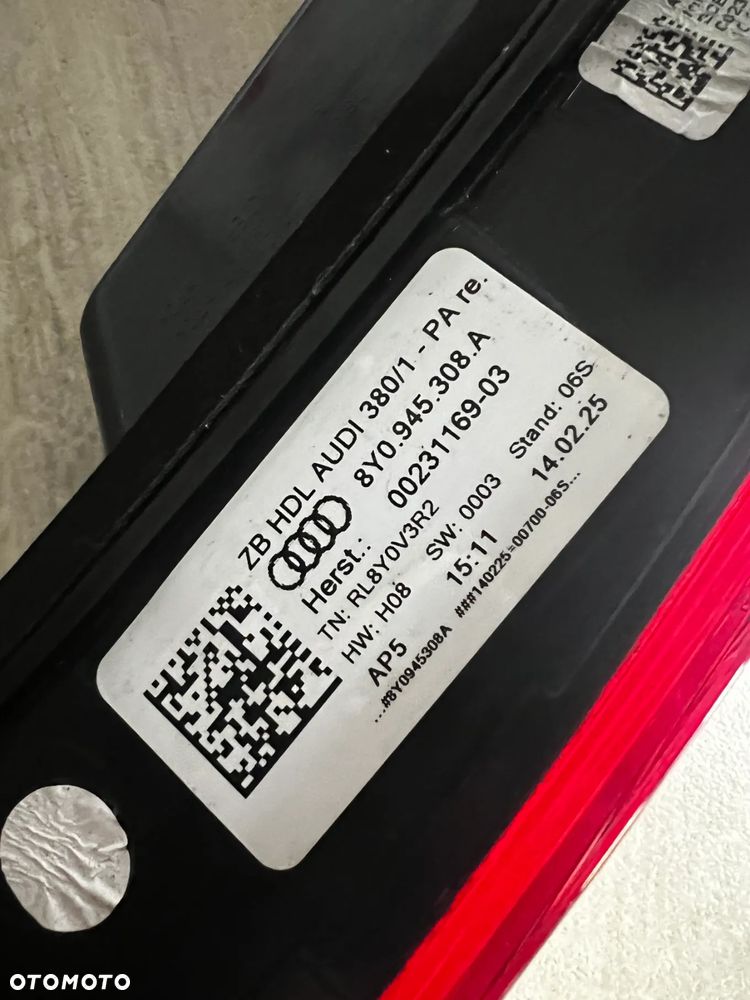 ZB HDL AUDI 380/1 - PA re.
8Y0.945.308.A
Herst.: 00231169-03
TN: RL8Y0V3R2
HW: H08 SW: 0003 Stand: 06S
AP5 15:11 14.02.25
...#8Y0945308A ###140225=00700-06S...
OTOMOTO